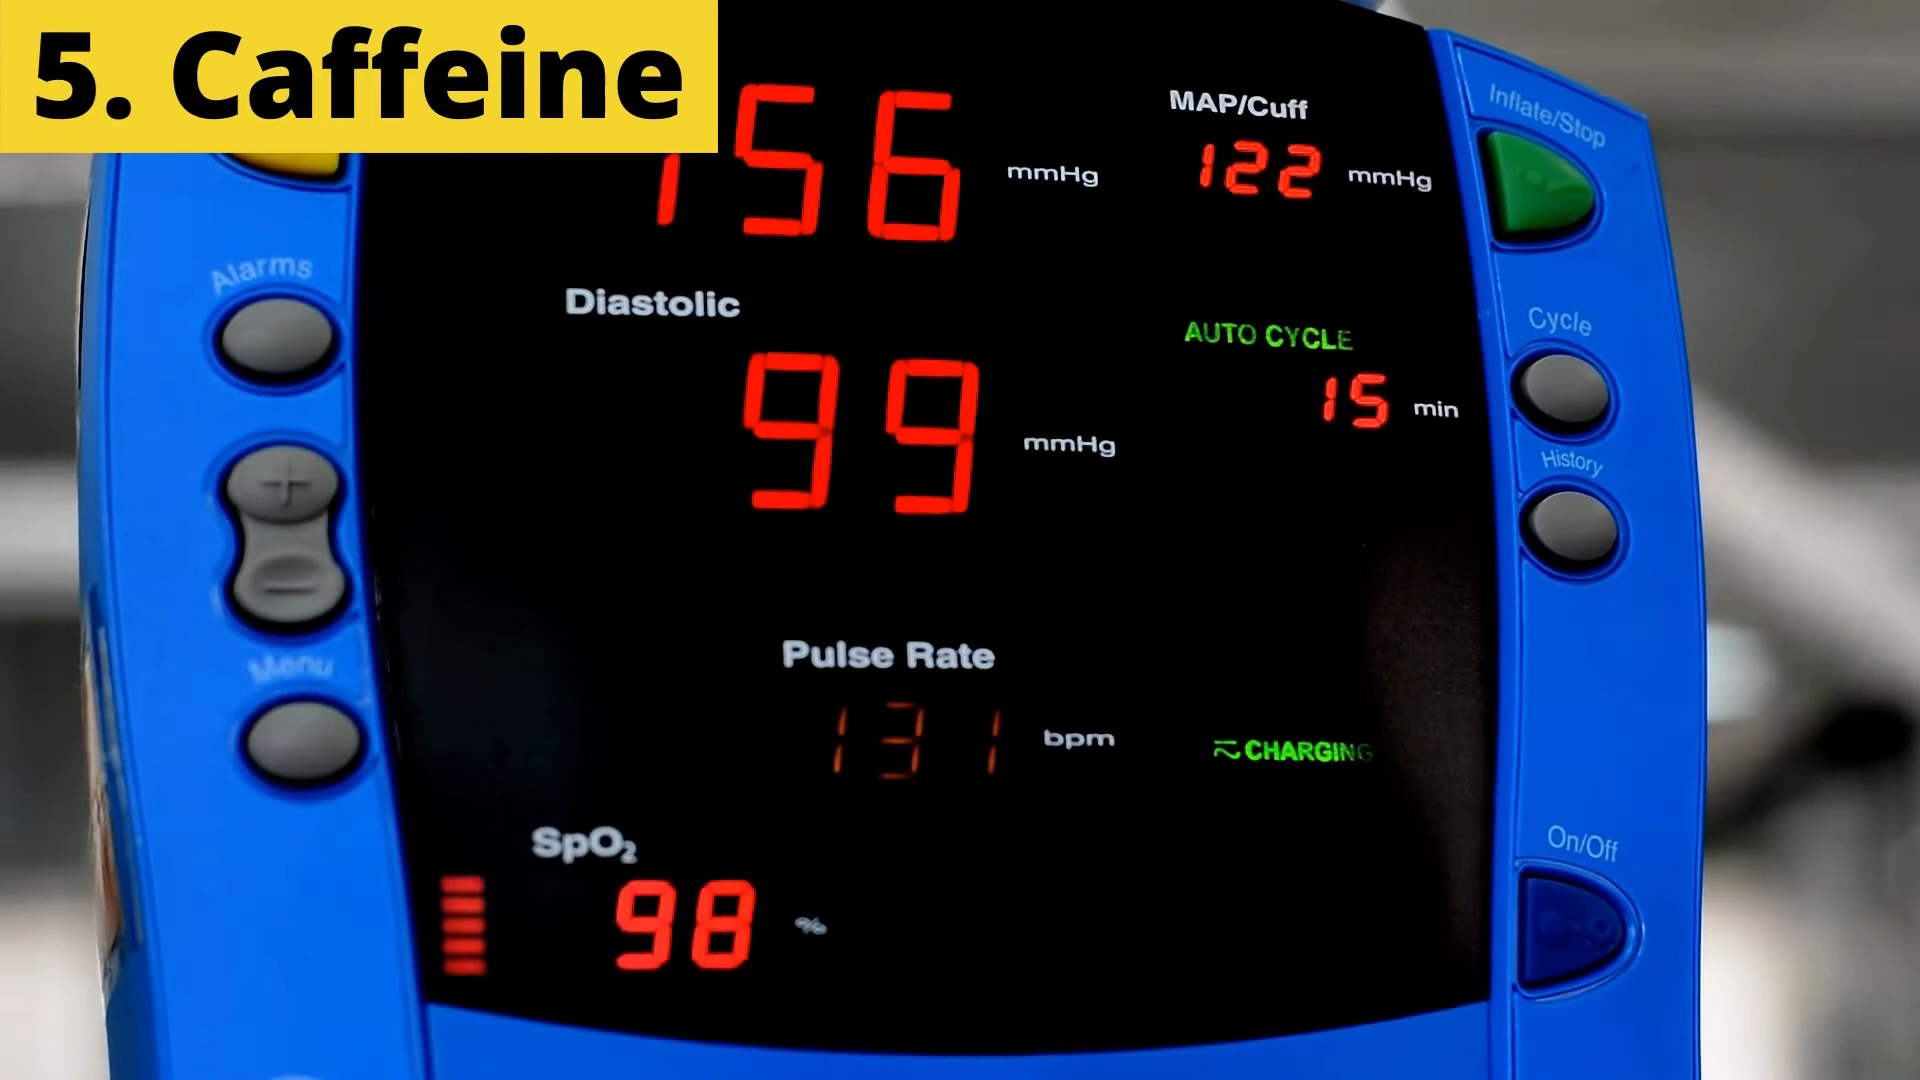 5. Caffeine
156 mmHg
MAP/Cuff
122 mmHg
Inflate/Stop
Alarms
Diastolic
99 mmHg
AUTO CYCLE
15 min
Cycle
History
+
−
Menu
Pulse Rate
131 bpm
CHARGING
On/Off
SpO₂
98 %